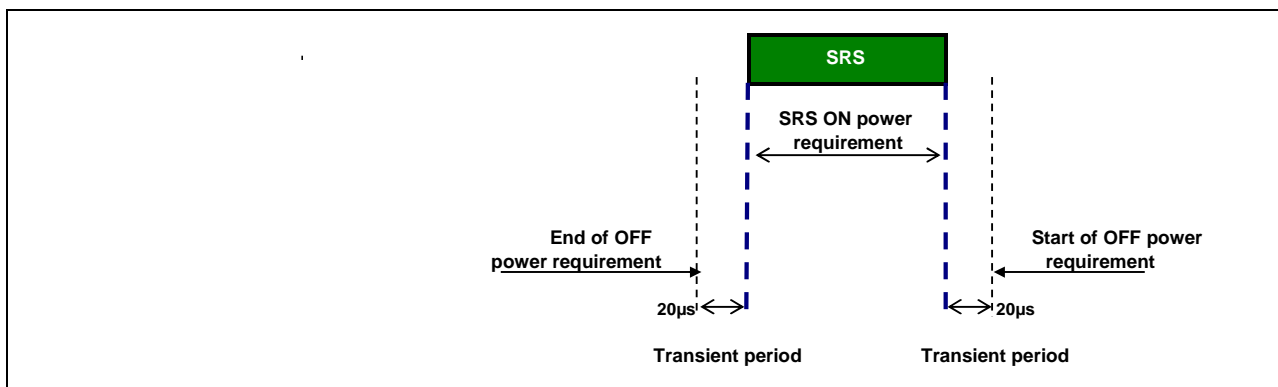 SRS
SRS ON power
requirement
End of OFF
power requirement
Start of OFF power
requirement
20µs
20µs
Transient period
Transient period